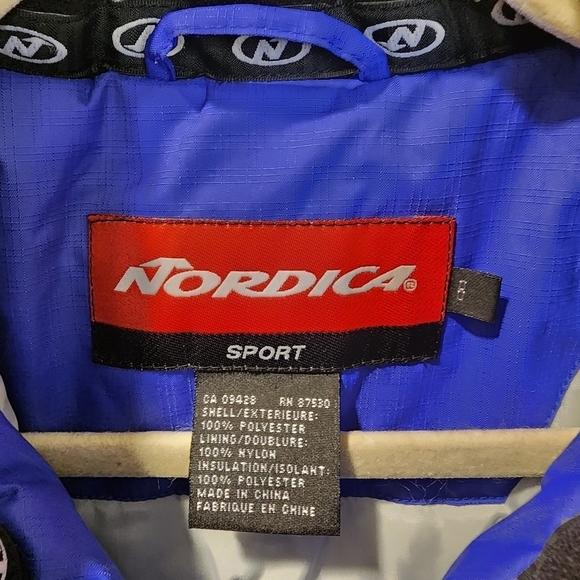 N N N N
NORDICA®
SPORT
CA 09428 RN 87530
SHELL/EXTERIEURE:
100% POLYESTER
LINING/DOUBLURE:
100% NYLON
INSULATION/ISOLANT:
100% POLYESTER
MADE IN CHINA
FABRIQUE EN CHINE